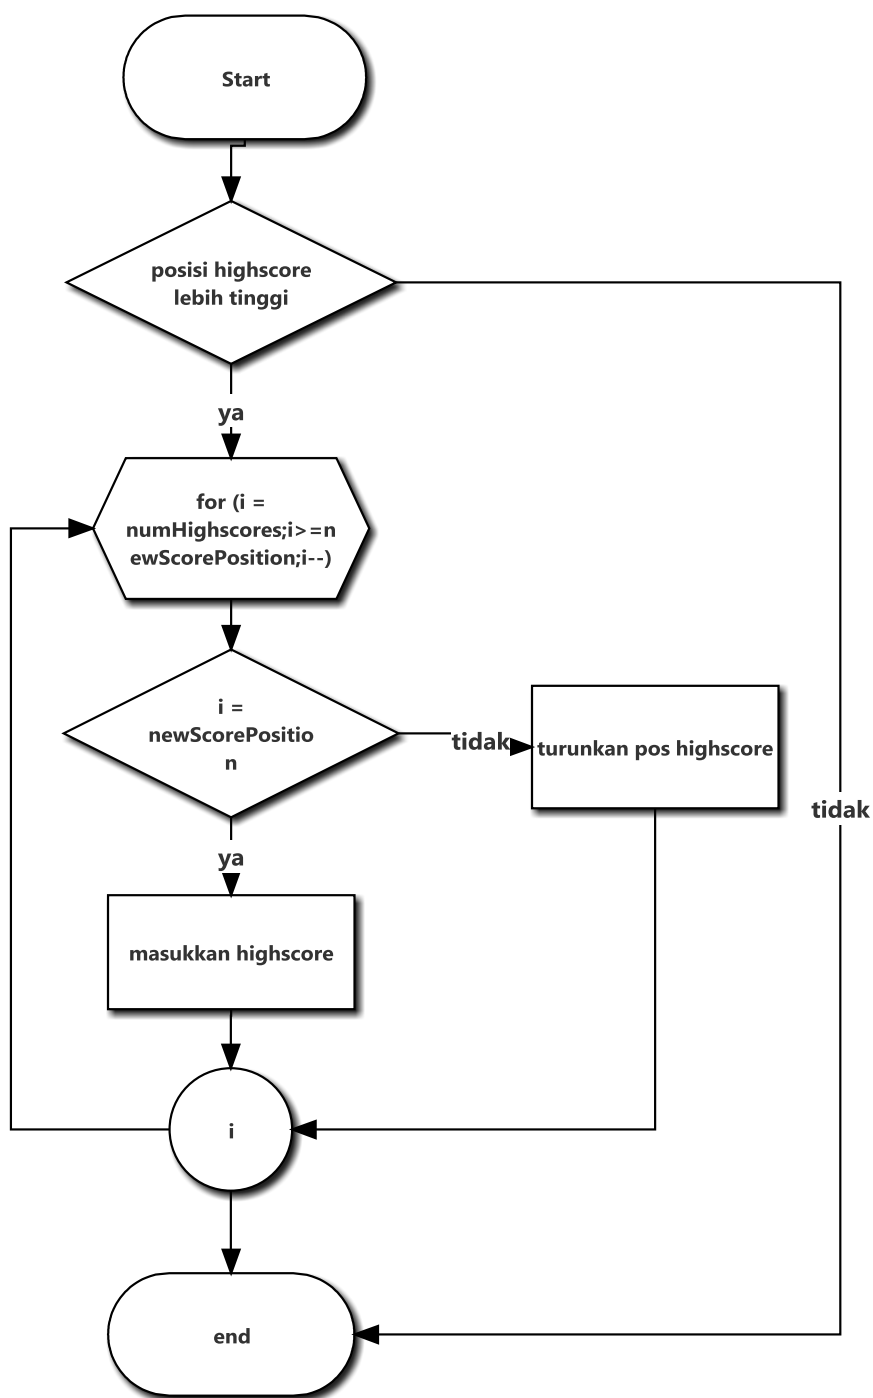 Start
posisi highscore
lebih tinggi
ya
for (i =
numHighscores;i>=n
ewScorePosition;i--)
i =
newScorePositio
n
tidak
turunkan pos highscore
tidak
ya
masukkan highscore
i
end